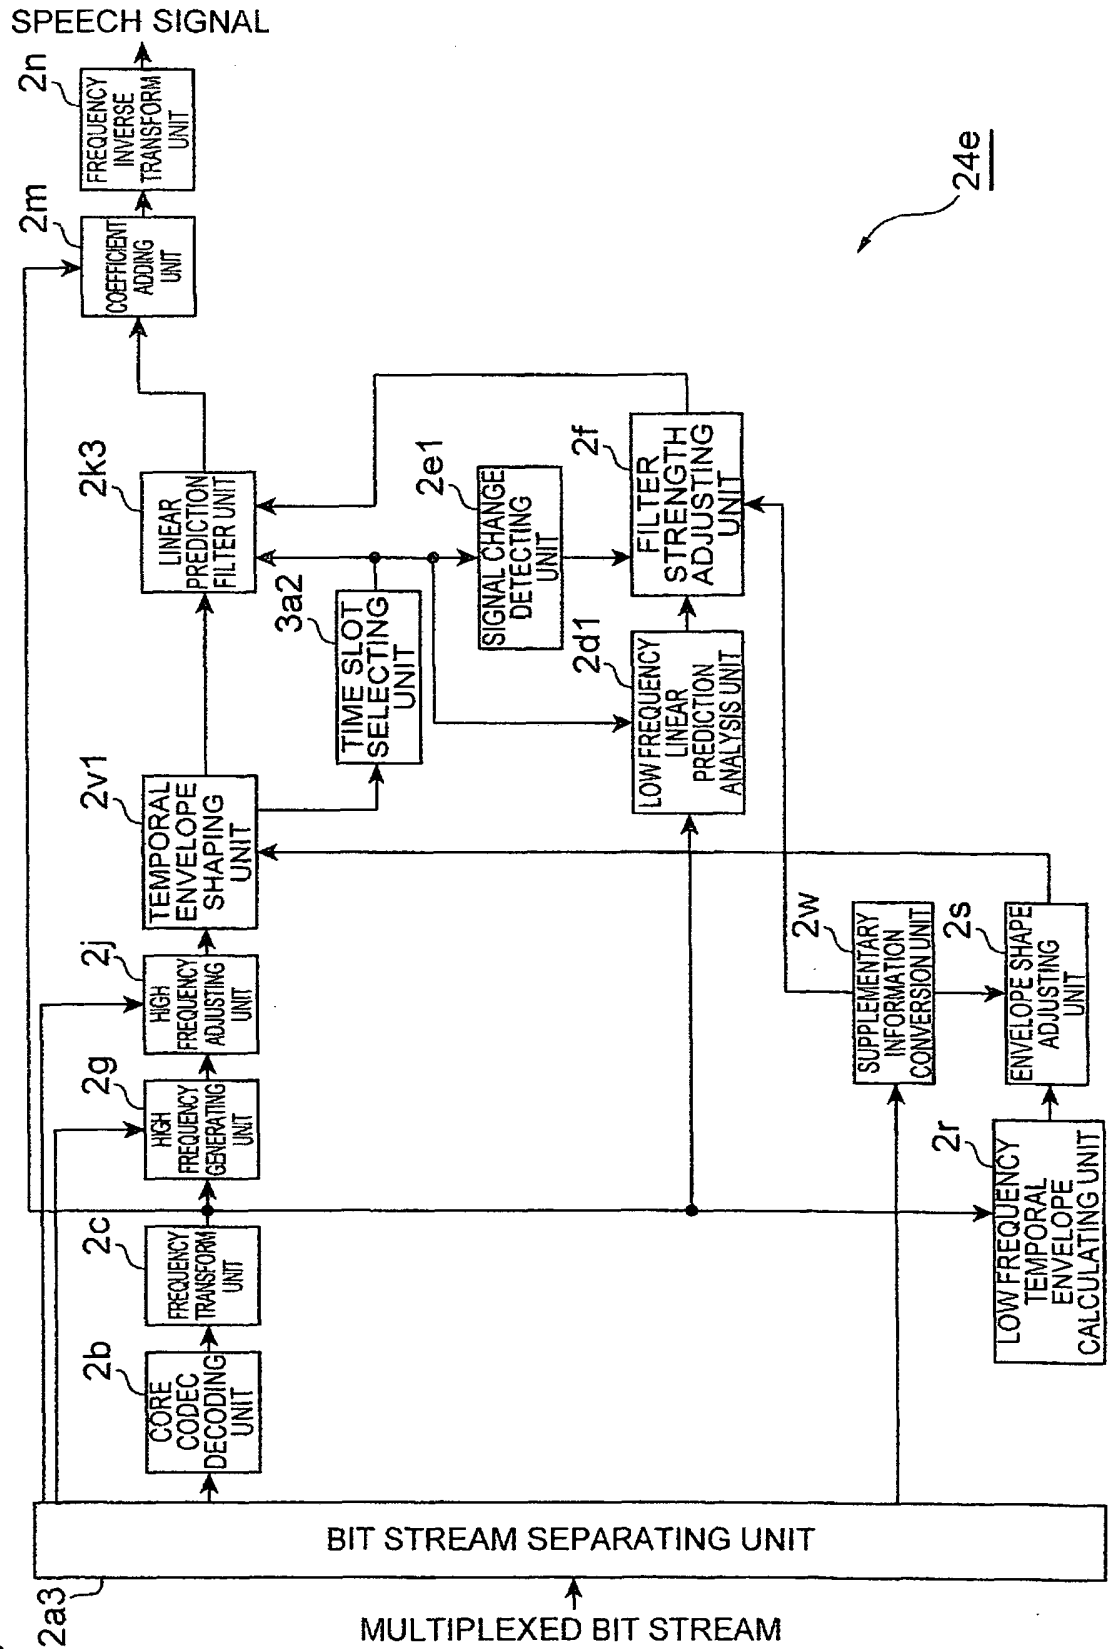 SPEECH SIGNAL
2n
FREQUENCY
INVERSE
TRANSFORM
UNIT
2m
COEFFICIENT
ADDING
UNIT
24e
2k3
LINEAR
PREDICTION
FILTER UNIT
2e1
SIGNAL CHANGE
DETECTING
UNIT
2f
FILTER
STRENGTH
ADJUSTING
UNIT
3a2
TIME SLOT
SELECTING
UNIT
2d1
LOW FREQUENCY
LINEAR
PREDICTION
ANALYSIS UNIT
2v1
TEMPORAL
ENVELOPE
SHAPING
UNIT
2j
HIGH
FREQUENCY
ADJUSTING
UNIT
2w
SUPPLEMENTARY
INFORMATION
CONVERSION UNIT
2s
ENVELOPE SHAPE
ADJUSTING
UNIT
2g
HIGH
FREQUENCY
GENERATING
UNIT
2r
LOW FREQUENCY
TEMPORAL
ENVELOPE
CALCULATING UNIT
2c
FREQUENCY
TRANSFORM
UNIT
2b
CORE
CODEC
DECODING
UNIT
BIT STREAM SEPARATING UNIT
2a3
MULTIPLEXED BIT STREAM